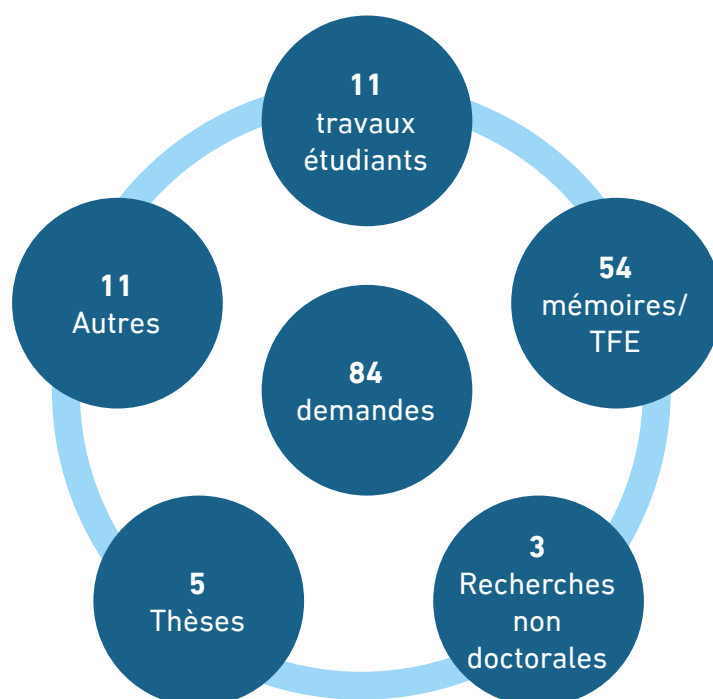 11
travaux
étudiants
54
mémoires/
TFE
11
Autres
84
demandes
5
Thèses
3
Recherches
non
doctorales